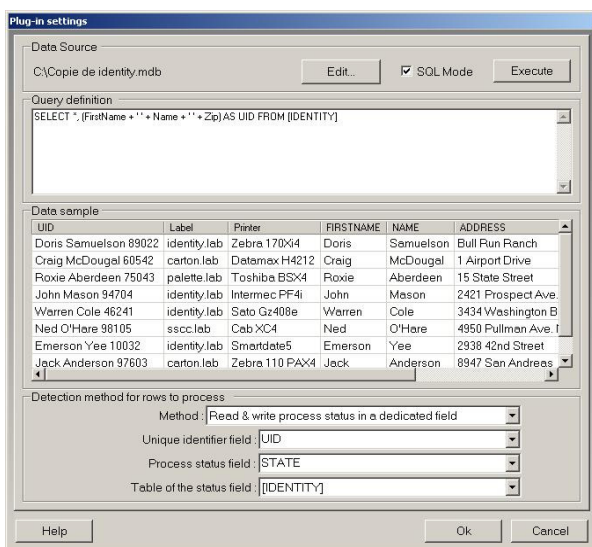 Plug-in settings
Data Source
C:\Copie de identity.mdb Edit... SQL Mode Execute
Query definition
SELECT *, (FirstName + ' ' + Name + ' ' + Zip) AS UID FROM [IDENTITY]
Data sample
UID Label Printer FIRSTNAME NAME ADDRESS
Doris Samuelson 89022 identity.lab Zebra 170Xi4 Doris Samuelson Bull Run Ranch
Craig McDougal 60542 carton.lab Datamax H4212 Craig McDougal 1 Airport Drive
Roxie Aberdeen 75043 palette.lab Toshiba BSX4 Roxie Aberdeen 15 State Street
John Mason 94704 identity.lab Intermec PF4i John Mason 2421 Prospect Ave.
Warren Cole 46241 identity.lab Sato Gz408e Warren Cole 3434 Washington B
Ned O'Hare 98105 sscc.lab Cab XC4 Ned O'Hare 4950 Pullman Ave.
Emerson Yee 10032 identity.lab Smartdate5 Emerson Yee 2938 42nd Street
Jack Anderson 97603 carton.lab Zebra 110 PAX4 Jack Anderson 8947 San Andreas
Detection method for rows to process
Method : Read & write process status in a dedicated field
Unique identifier field : UID
Process status field : STATE
Table of the status field : [IDENTITY]
Help Ok Cancel